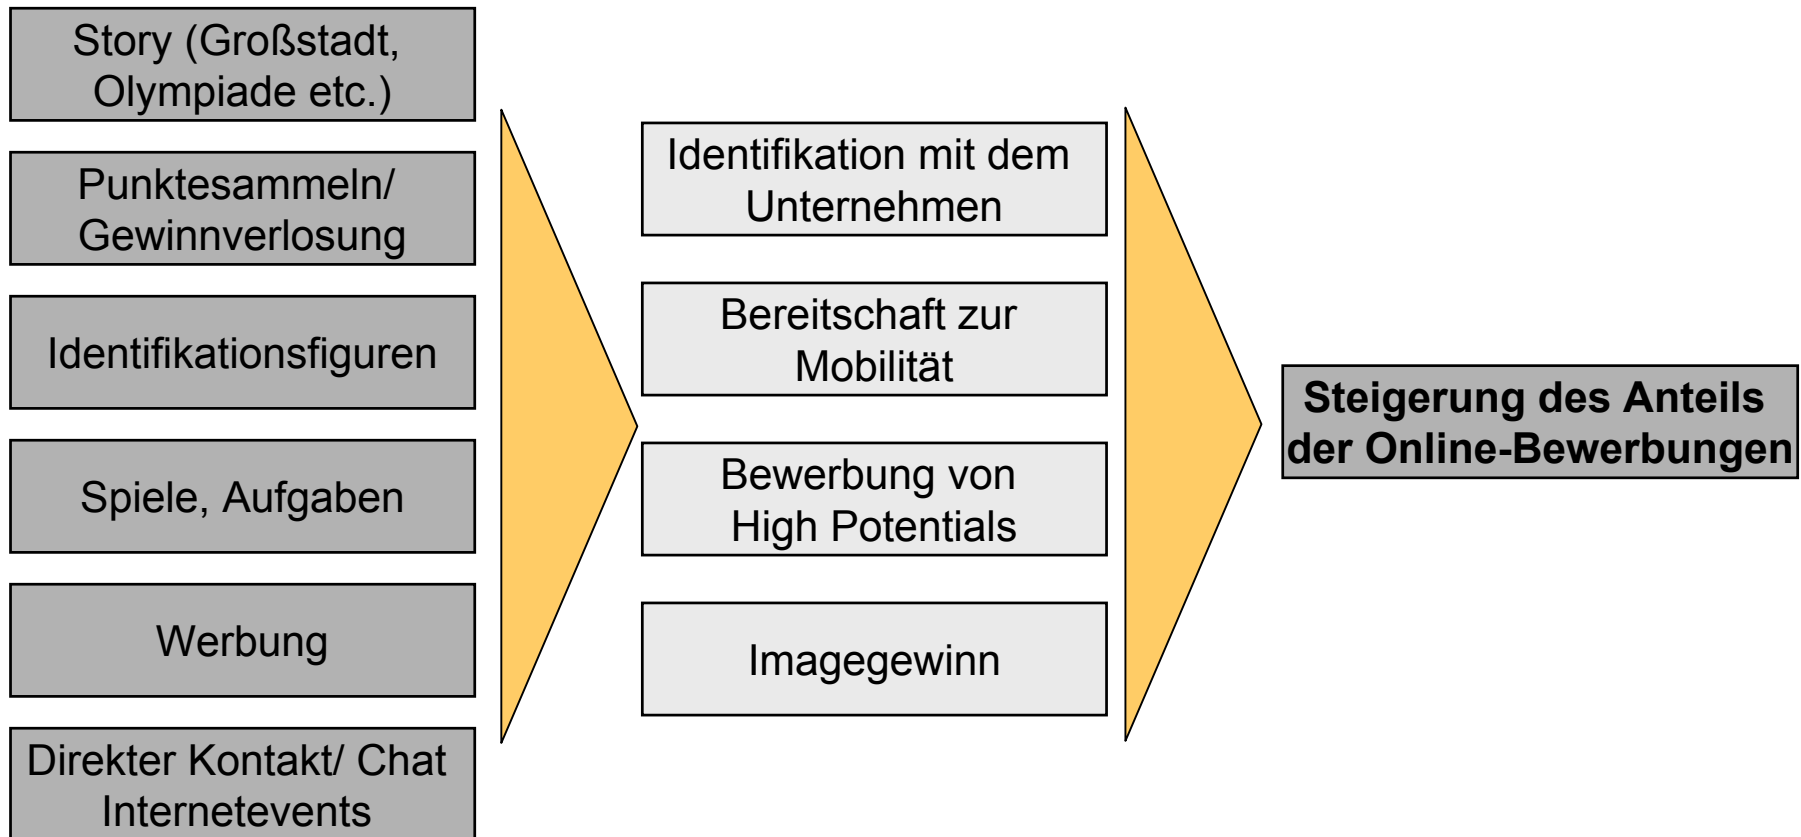 Story (Großstadt,
Olympiade etc.)
Punktesammeln/
Gewinnverlosung
Identifikationsfiguren
Spiele, Aufgaben
Werbung
Direkter Kontakt/ Chat
Internetevents
Identifikation mit dem
Unternehmen
Bereitschaft zur
Mobilität
Bewerbung von
High Potentials
Imagegewinn
Steigerung des Anteils
der Online-Bewerbungen